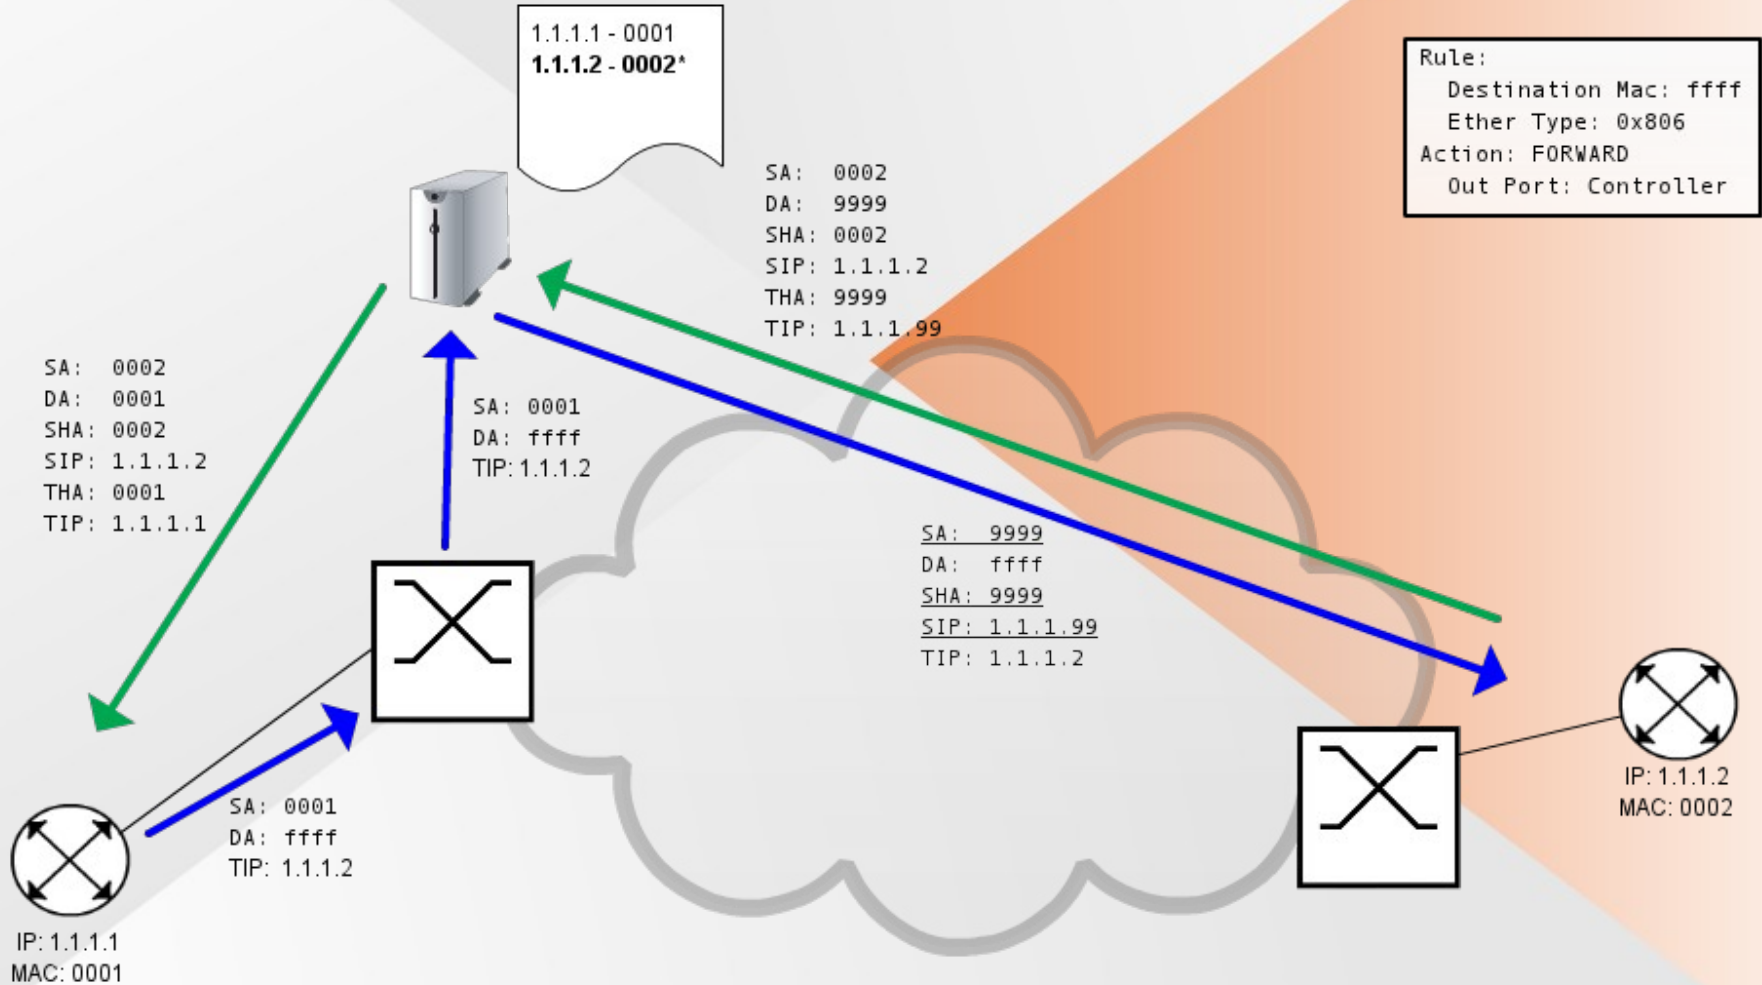 1.1.1.1 - 0001
1.1.1.2 - 0002*
Rule:
Destination Mac: ffff
Ether Type: 0x806
Action: FORWARD
Out Port: Controller
SA: 0002
DA: 9999
SHA: 0002
SIP: 1.1.1.2
THA: 9999
TIP: 1.1.1.99
SA: 0002
DA: 0001
SHA: 0002
SIP: 1.1.1.2
THA: 0001
TIP: 1.1.1.1
SA: 0001
DA: ffff
TIP: 1.1.1.2
SA: 9999
DA: ffff
SHA: 9999
SIP: 1.1.1.99
TIP: 1.1.1.2
SA: 0001
DA: ffff
TIP: 1.1.1.2
IP: 1.1.1.2
MAC: 0002
IP: 1.1.1.1
MAC: 0001